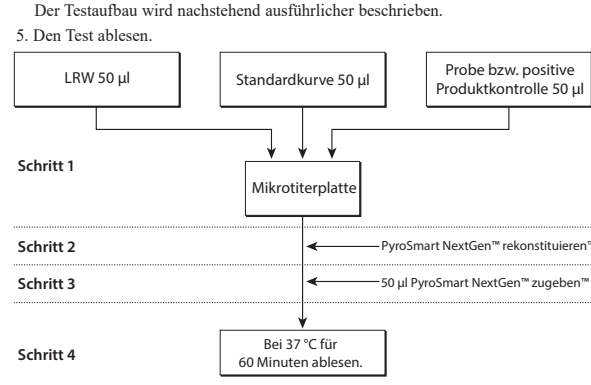 Der Testaufbau wird nachstehend ausführlicher beschrieben.
5. Den Test ablesen.
LRW 50 µl
Standardkurve 50 µl
Probe bzw. positive
Produktkontrolle 50 µl
Schritt 1
Mikrotiterplatte
Schritt 2
PyroSmart NextGen™ rekonstituieren™
Schritt 3
50 µl PyroSmart NextGen™ zugeben™
Schritt 4
Bei 37 °C für
60 Minuten ablesen.